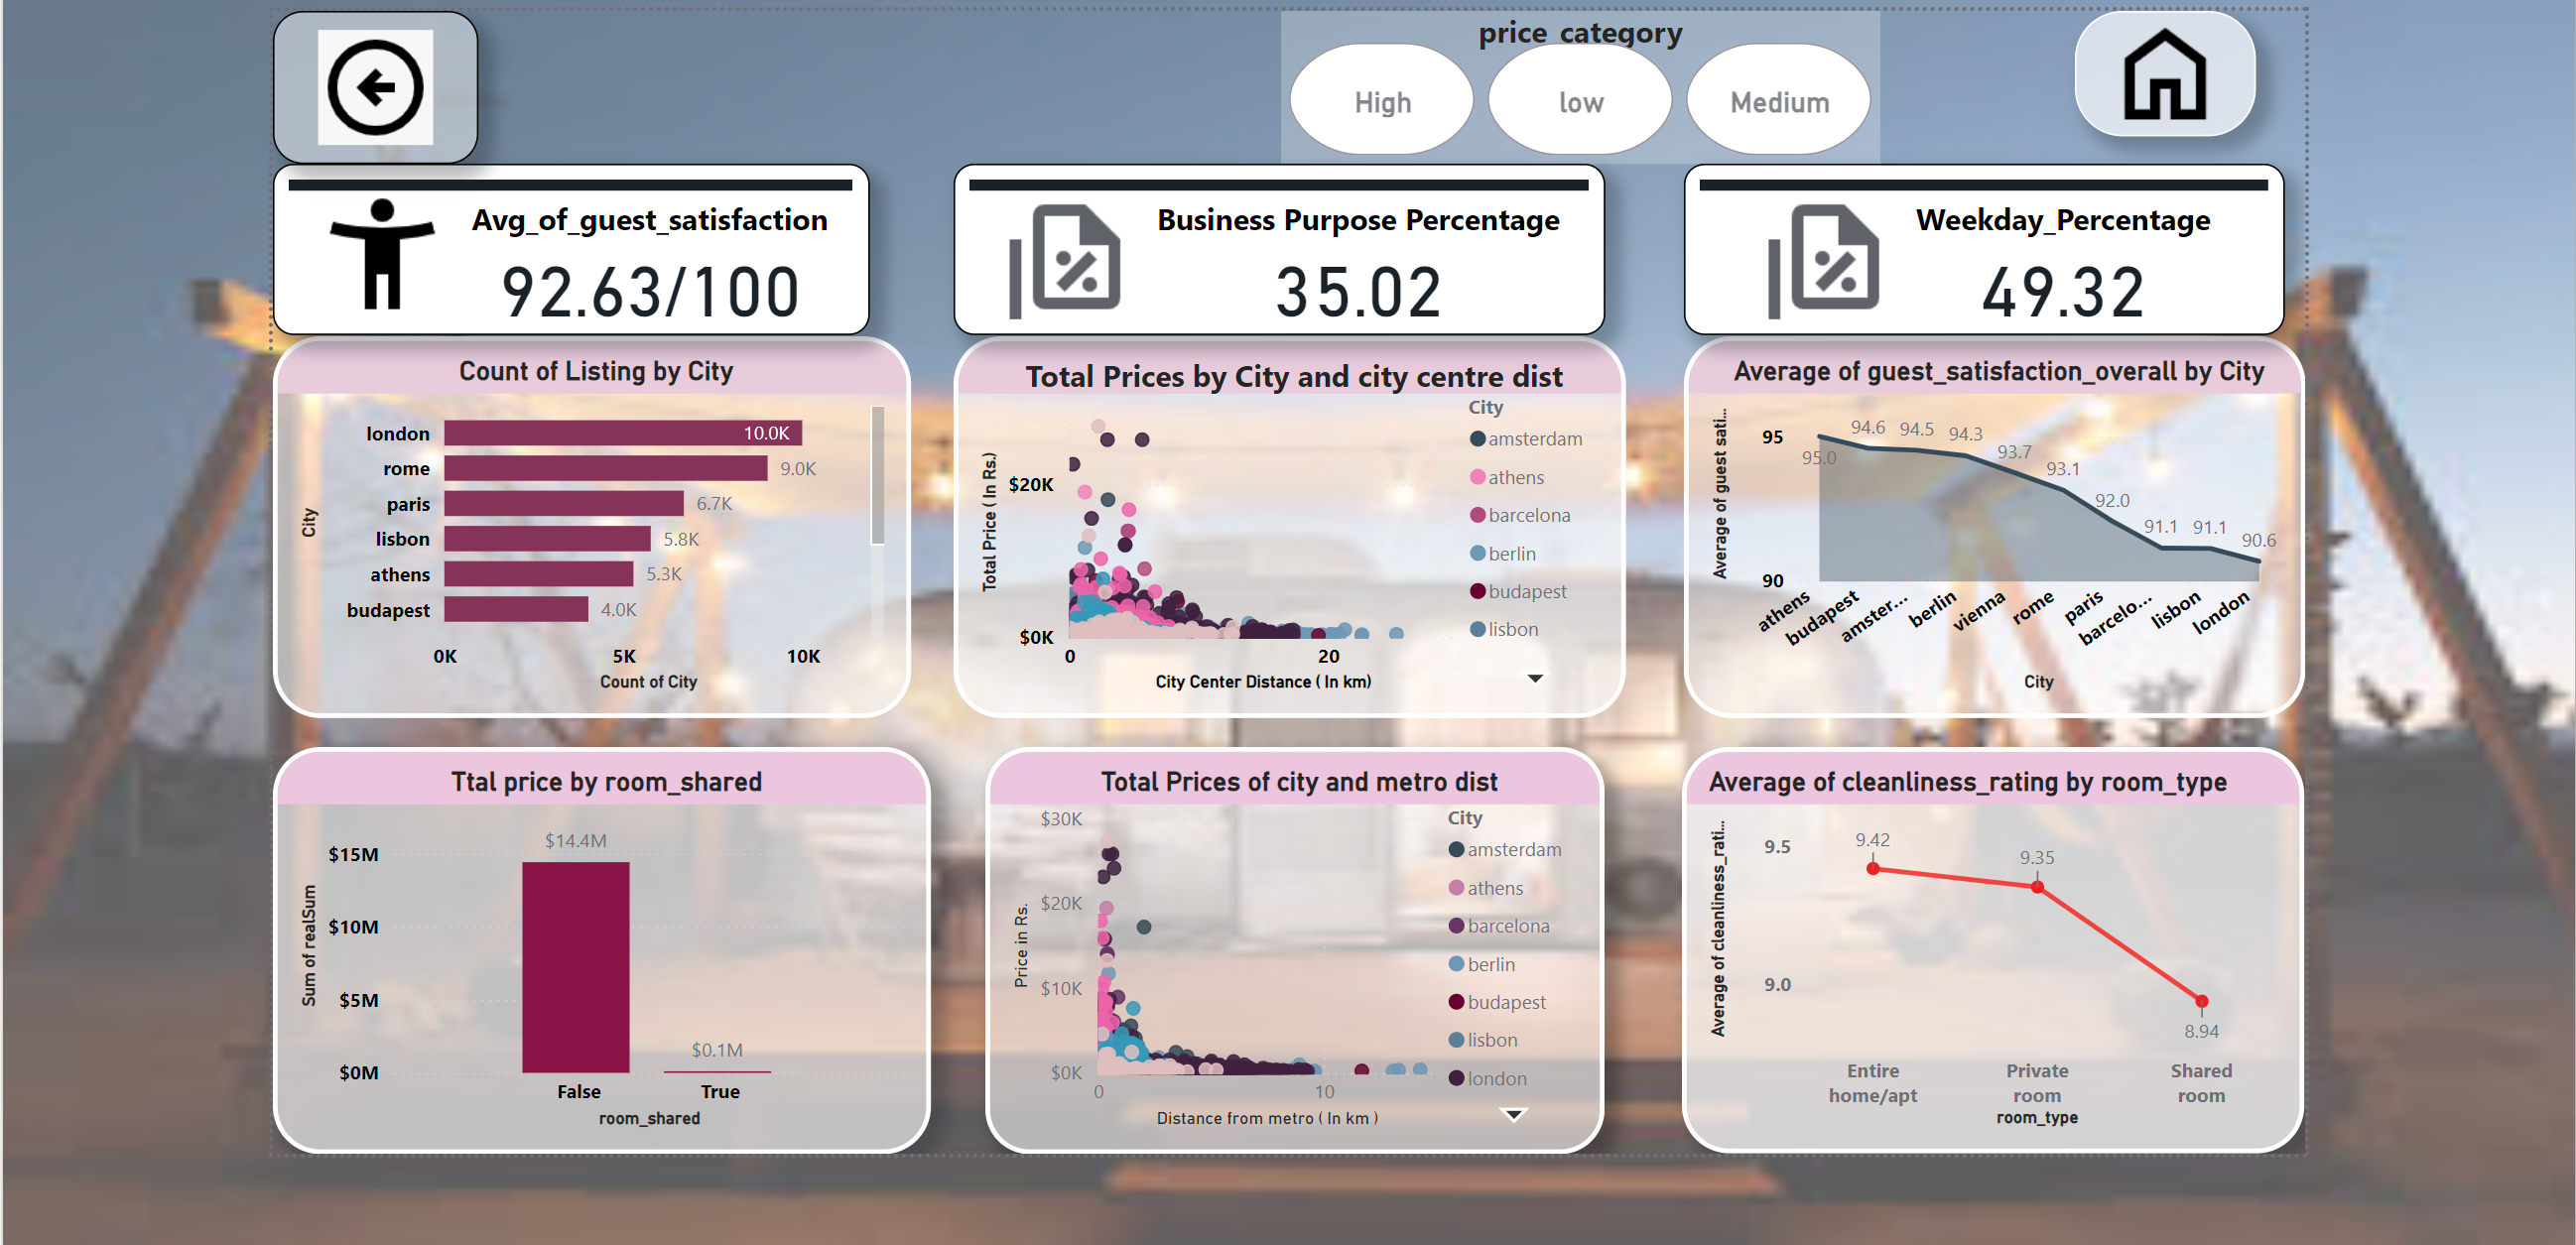 price category
High low Medium
Avg_of_guest_satisfaction
92.63/100
Business Purpose Percentage
35.02
Weekday_Percentage
49.32
Count of Listing by City
City
london
rome
paris
lisbon
athens
budapest
10.0K
9.0K
6.7K
5.8K
5.3K
4.0K
0K 5K 10K
Count of City
Total Prices by City and city centre dist
Total Price ( In Rs.)
$20K
$0K
0 20
City Center Distance ( In km)
City
amsterdam
athens
barcelona
berlin
budapest
lisbon
Average of guest_satisfaction_overall by City
Average of guest sati...
95
90
95.0 94.6 94.5 94.3 93.7 93.1 92.0 91.1 91.1 90.6
athens budapest amster... berlin vienna rome paris barcelo... lisbon london
City
Ttal price by room_shared
Sum of realSum
$15M
$10M
$5M
$0M
$14.4M
$0.1M
False True
room_shared
Total Prices of city and metro dist
Price in Rs.
$30K
$20K
$10K
$0K
0 10
Distance from metro ( In km )
City
amsterdam
athens
barcelona
berlin
budapest
lisbon
london
Average of cleanliness_rating by room_type
Average of cleanliness_rati...
9.5
9.0
9.42
9.35
8.94
Entire Private Shared
home/apt room room
room_type